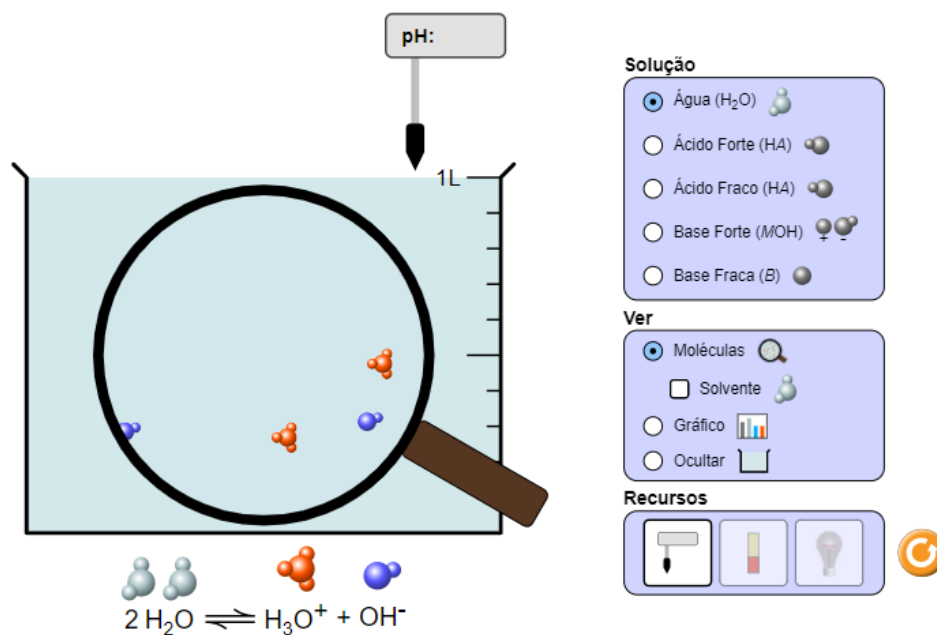 pH:
1L
2 H₂O ⇌ H₃O⁺ + OH⁻
Solução
Água (H₂O)
Ácido Forte (HA)
Ácido Fraco (HA)
Base Forte (MOH)
+ -
Base Fraca (B)
Ver
Moléculas
Solvente
Gráfico
Ocultar
Recursos